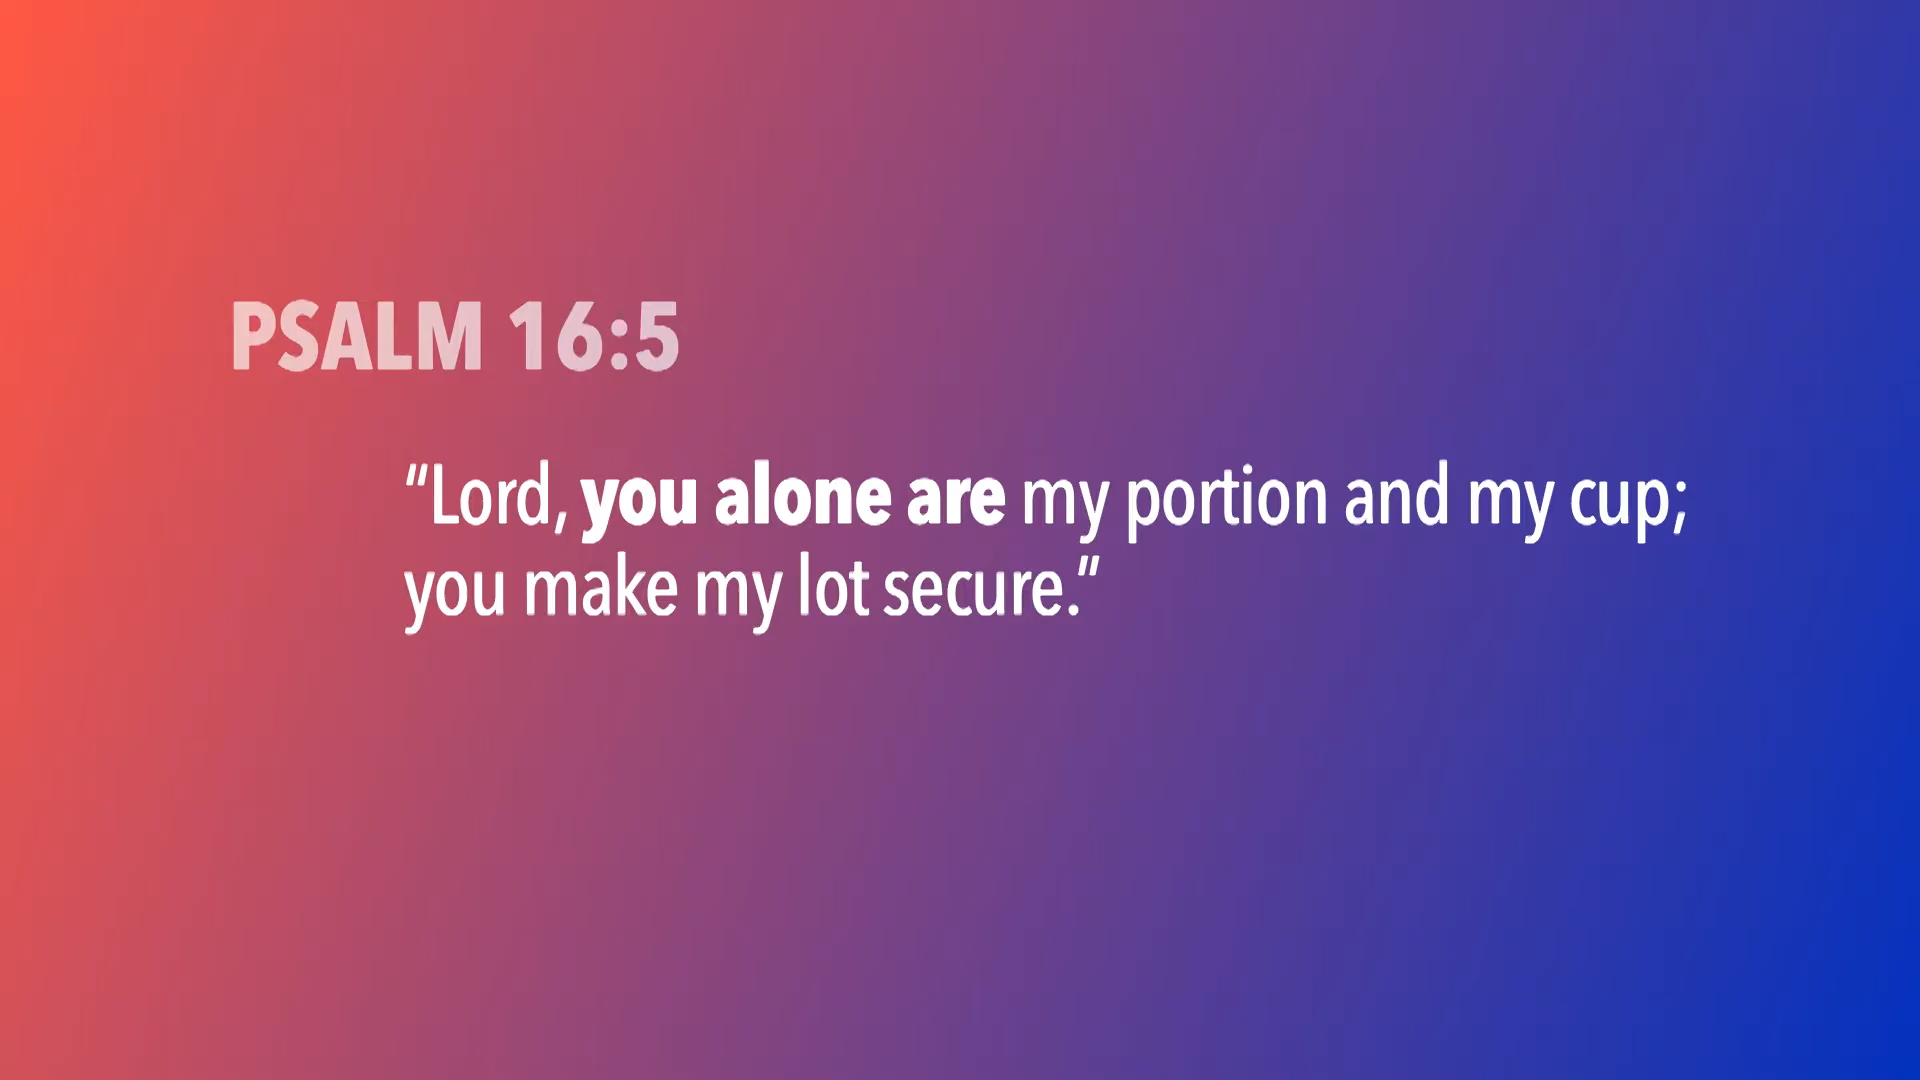 PSALM 16:5
“Lord, you alone are my portion and my cup;
you make my lot secure.”